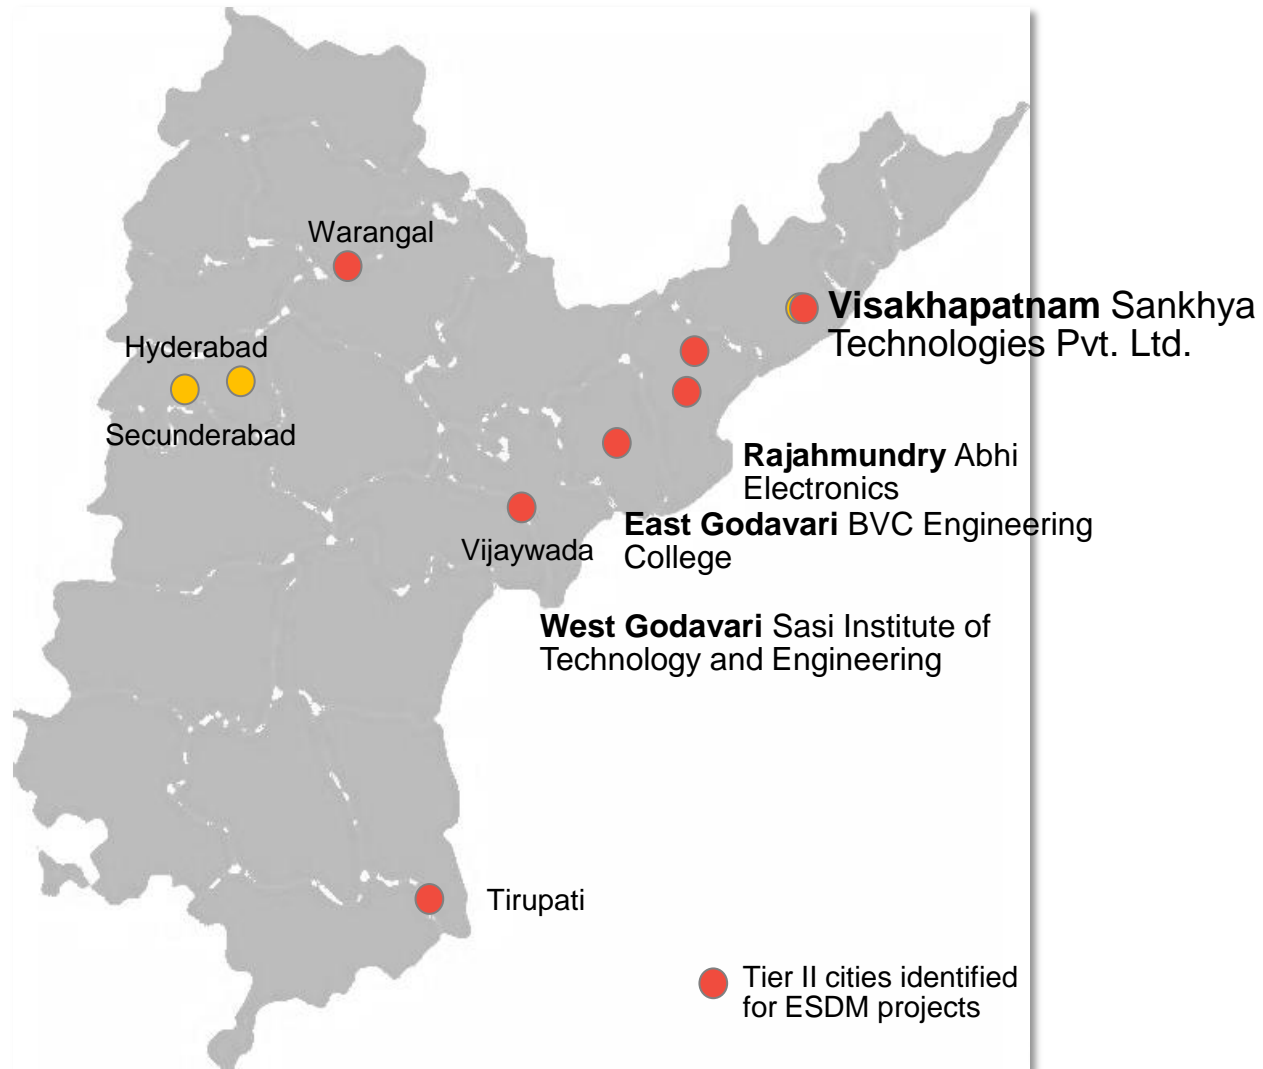 Warangal
Visakhapatnam Sankhya
Technologies Pvt. Ltd.
Hyderabad
Secunderabad
Rajahmundry Abhi
Electronics
East Godavari BVC Engineering
College
Vijaywada
West Godavari Sasi Institute of
Technology and Engineering
Tirupati
Tier II cities identified
for ESDM projects